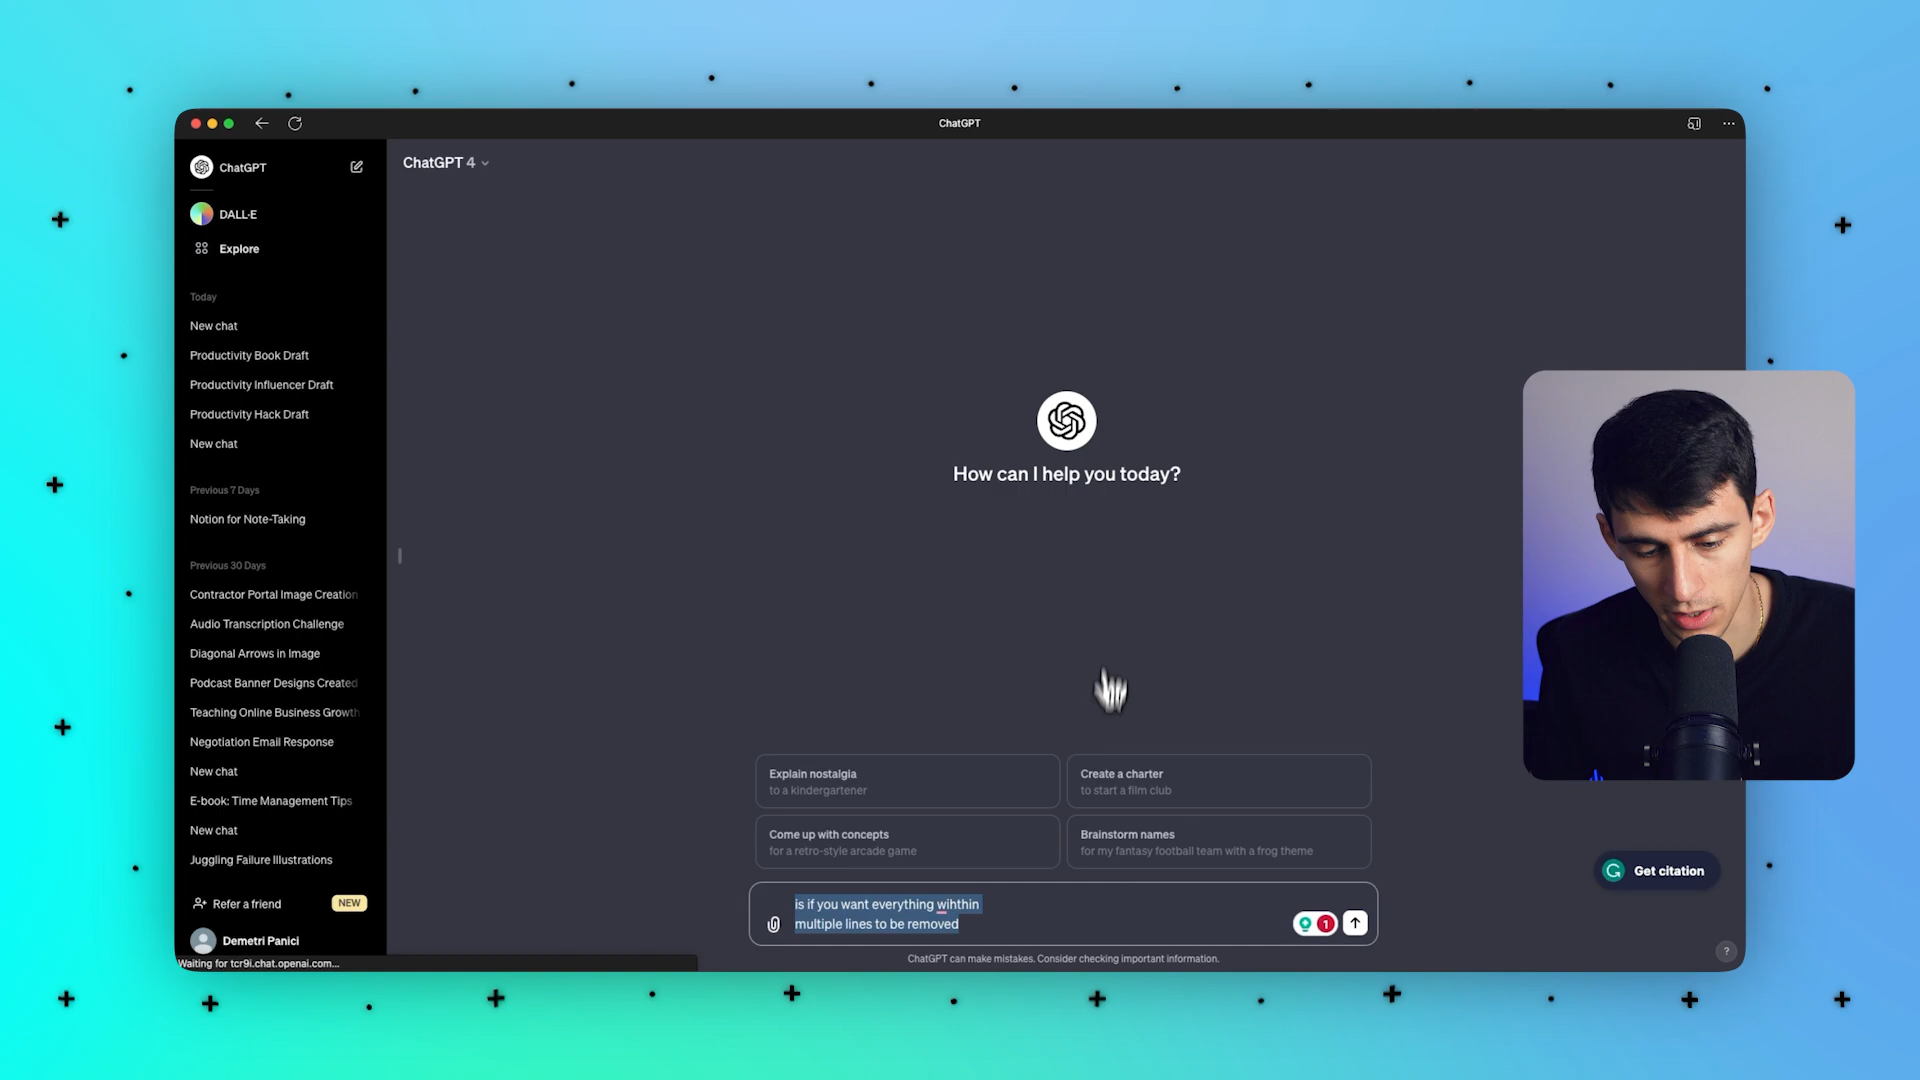 ChatGPT
ChatGPT
DALL·E
Explore
Today
New chat
Productivity Book Draft
Productivity Influencer Draft
Productivity Hack Draft
New chat
Previous 7 Days
Notion for Note-Taking
Previous 30 Days
Contractor Portal Image Creation
Audio Transcription Challenge
Diagonal Arrows in Image
Podcast Banner Designs Created
Teaching Online Business Growth
Negotiation Email Response
New chat
E-book: Time Management Tips
New chat
Juggling Failure Illustrations
Refer a friend NEW
Demetri Panici
Waiting for tcr9i.chat.openai.com...
ChatGPT 4
How can I help you today?
Explain nostalgia
to a kindergartener
Create a charter
to start a film club
Come up with concepts
for a retro-style arcade game
Brainstorm names
for my fantasy football team with a frog theme
is if you want everything wihthin
multiple lines to be removed
1
ChatGPT can make mistakes. Consider checking important information.
G Get citation
?